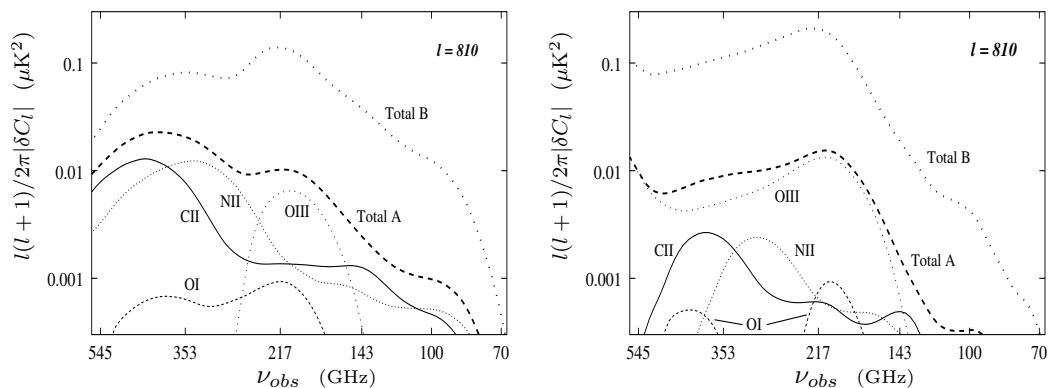 l(l + 1)/2π|δC_l| (μK²)
0.1
0.01
0.001
l = 810
Total B
NII
OIII
CII
Total A
OI
545 353 217 143 100 70
ν_obs (GHz)
l(l + 1)/2π|δC_l| (μK²)
0.1
0.01
0.001
l = 810
Total B
OIII
CII
NII
Total A
OI
545 353 217 143 100 70
ν_obs (GHz)